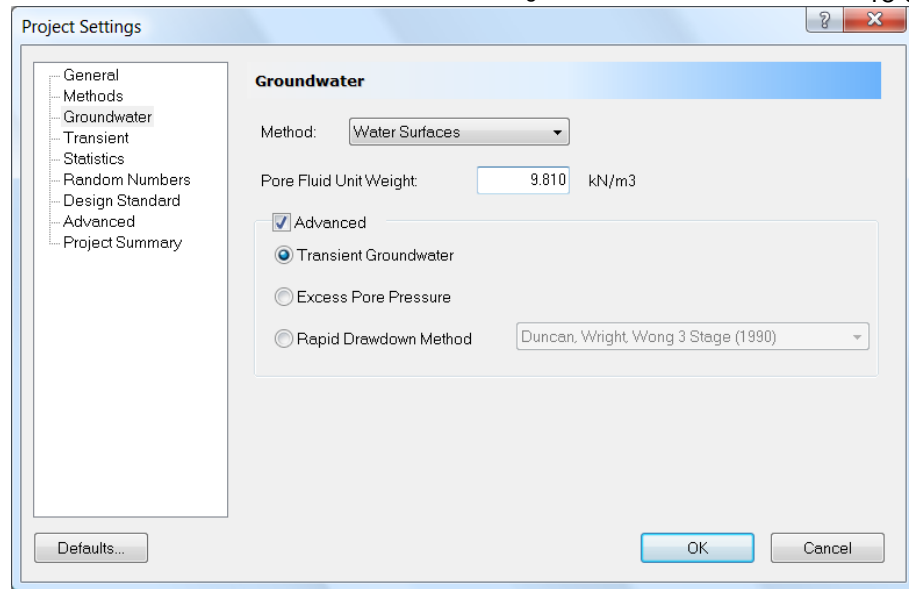 Project Settings
?
General
Methods
Groundwater
Transient
Statistics
Random Numbers
Design Standard
Advanced
Project Summary
Groundwater
Method: Water Surfaces
Pore Fluid Unit Weight: 9.810 kN/m3
Advanced
Transient Groundwater
Excess Pore Pressure
Rapid Drawdown Method Duncan, Wright, Wong 3 Stage (1990)
Defaults... OK Cancel